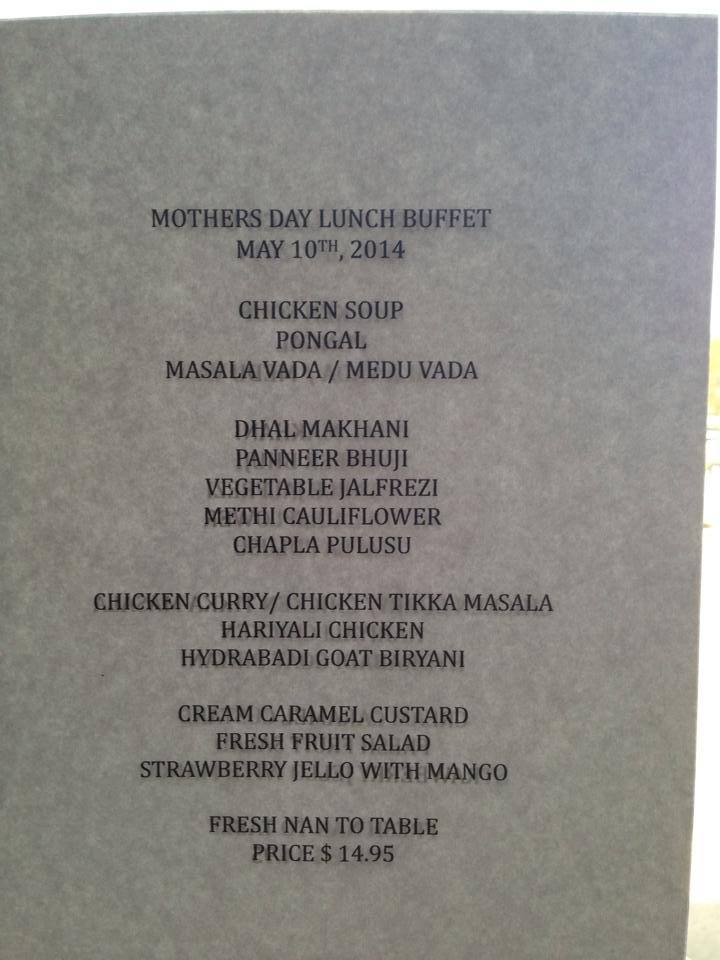 MOTHERS DAY LUNCH BUFFET
MAY 10TH, 2014
CHICKEN SOUP
PONGAL
MASALA VADA / MEDU VADA
DHAL MAKHANI
PANNEER BHUJI
VEGETABLE JALFREZI
METHI CAULIFLOWER
CHAPLA PULUSU
CHICKEN CURRY/ CHICKEN TIKKA MASALA
HARIYALI CHICKEN
HYDRABADI GOAT BIRYANI
CREAM CARAMEL CUSTARD
FRESH FRUIT SALAD
STRAWBERRY JELLO WITH MANGO
FRESH NAN TO TABLE
PRICE $ 14.95